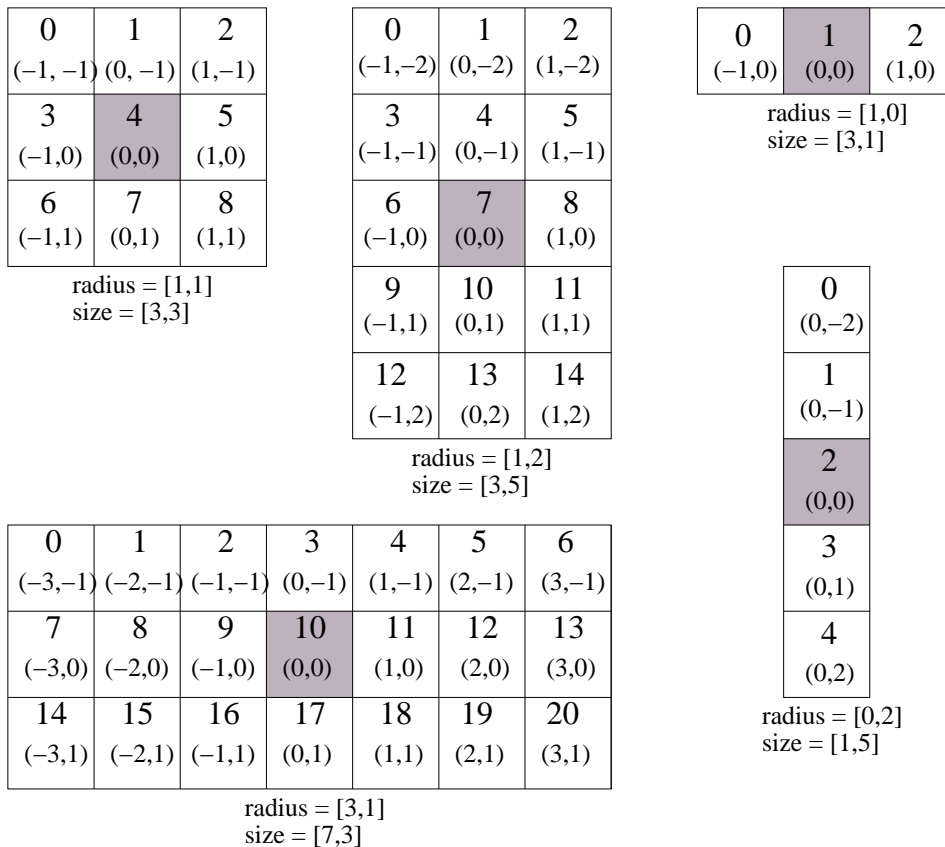 0 1 2
(−1, −1) (0, −1) (1,−1)
3 4 5
(−1,0) (0,0) (1,0)
6 7 8
(−1,1) (0,1) (1,1)
radius = [1,1]
size = [3,3]
0 1 2
(−1,−2) (0,−2) (1,−2)
3 4 5
(−1,−1) (0,−1) (1,−1)
6 7 8
(−1,0) (0,0) (1,0)
9 10 11
(−1,1) (0,1) (1,1)
12 13 14
(−1,2) (0,2) (1,2)
radius = [1,2]
size = [3,5]
0 1 2
(−1,0) (0,0) (1,0)
radius = [1,0]
size = [3,1]
0
(0,−2)
1
(0,−1)
2
(0,0)
3
(0,1)
4
(0,2)
radius = [0,2]
size = [1,5]
0 1 2 3 4 5 6
(−3,−1) (−2,−1) (−1,−1) (0,−1) (1,−1) (2,−1) (3,−1)
7 8 9 10 11 12 13
(−3,0) (−2,0) (−1,0) (0,0) (1,0) (2,0) (3,0)
14 15 16 17 18 19 20
(−3,1) (−2,1) (−1,1) (0,1) (1,1) (2,1) (3,1)
radius = [3,1]
size = [7,3]